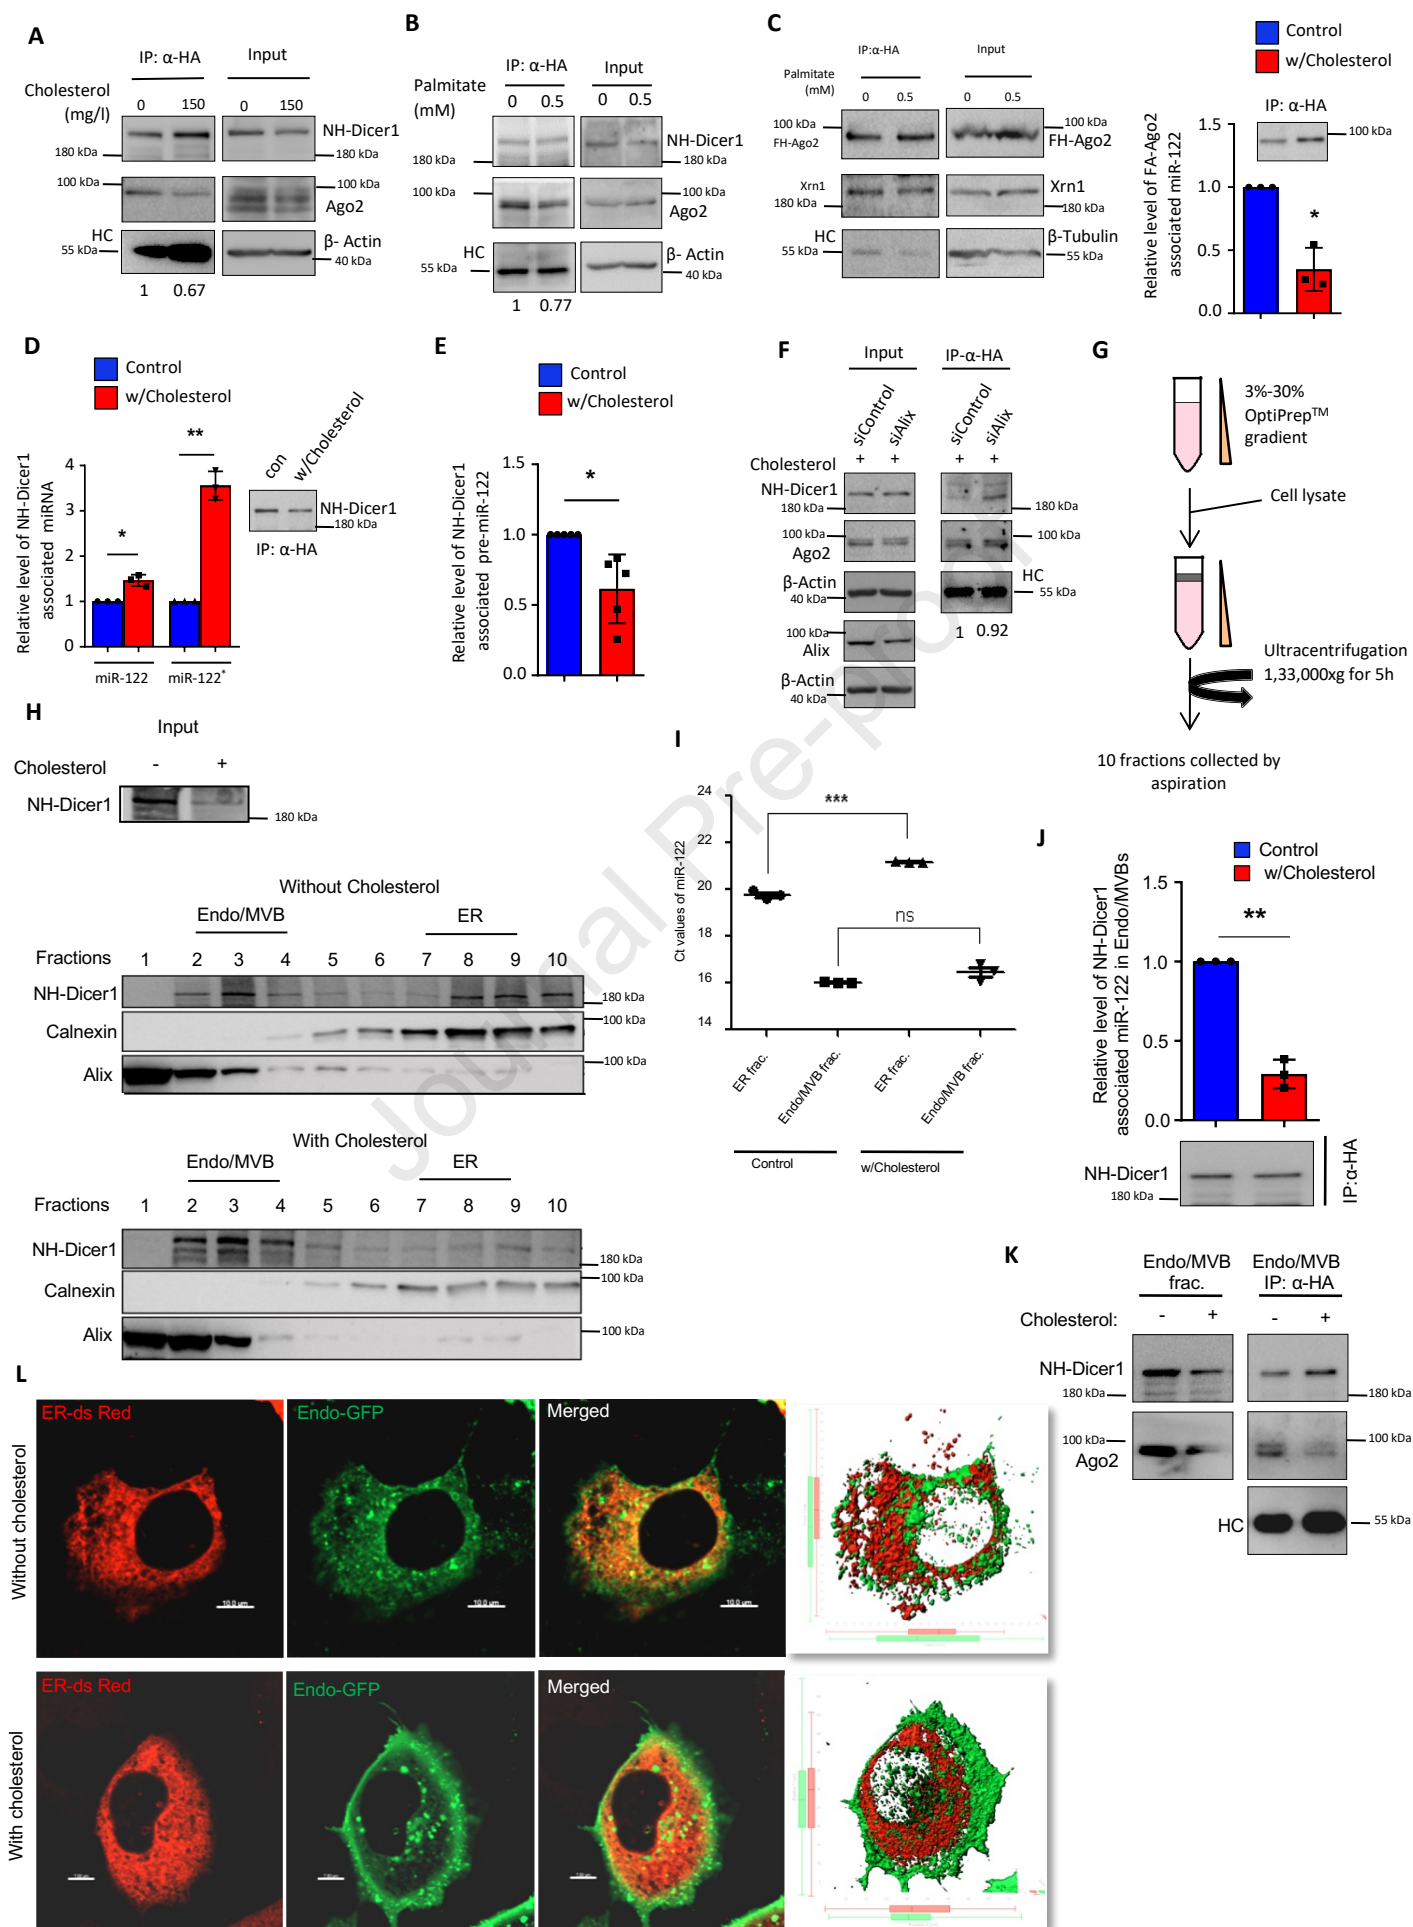 A
IP: α-HA
Input
Cholesterol
(mg/l)
0
150
0
150
NH-Dicer1
180 kDa
180 kDa
100 kDa
100 kDa
Ago2
HC
55 kDa
β- Actin
40 kDa
1
0.67
B
IP: α-HA
Input
Palmitate
(mM)
0
0.5
0
0.5
NH-Dicer1
180 kDa
180 kDa
100 kDa
100 kDa
Ago2
HC
55 kDa
β- Actin
40 kDa
1
0.77
C
IP:α-HA
Input
Palmitate
(mM)
0
0.5
0
0.5
100 kDa
FH-Ago2
100 kDa
FH-Ago2
Xrn1
180 kDa
Xrn1
180 kDa
HC
55 kDa
β-Tubulin
55 kDa
Control
w/Cholesterol
IP: α-HA
100 kDa
Relative level of FA-Ago2
associated miR-122
1.5
1.0
0.5
0.0
*
D
Control
w/Cholesterol
Relative level of NH-Dicer1
associated miRNA
4
3
2
1
0
*
**
miR-122
miR-122*
con
w/Cholesterol
NH-Dicer1
180 kDa
IP: α-HA
E
Control
w/Cholesterol
Relative level of NH-Dicer1
associated pre-miR-122
1.5
1.0
0.5
0.0
*
F
Input
IP-α-HA
siControl
siAlix
siControl
siAlix
Cholesterol
+
+
+
+
NH-Dicer1
180 kDa
180 kDa
100 kDa
100 kDa
Ago2
β-Actin
40 kDa
HC
55 kDa
1
0.92
100 kDa
Alix
β-Actin
40 kDa
G
3%-30%
OptiPrep™
gradient
Cell lysate
Ultracentrifugation
1,33,000xg for 5h
10 fractions collected by
aspiration
H
Input
Cholesterol
-
+
NH-Dicer1
180 kDa
Without Cholesterol
Endo/MVB
ER
Fractions 1 2 3 4 5 6 7 8 9 10
NH-Dicer1
180 kDa
Calnexin
100 kDa
Alix
100 kDa
With Cholesterol
Endo/MVB
ER
Fractions 1 2 3 4 5 6 7 8 9 10
NH-Dicer1
180 kDa
Calnexin
100 kDa
Alix
100 kDa
I
Ct values of miR-122
24
22
20
18
16
14
***
ns
ER frac.
Endo/MVB frac.
ER frac.
Endo/MVB frac.
Control
w/Cholesterol
J
Control
w/Cholesterol
Relative level of NH-Dicer1
associated miR-122 in Endo/MVBs
1.5
1.0
0.5
0.0
**
NH-Dicer1
180 kDa
IP:α-HA
K
Endo/MVB
frac.
Endo/MVB
IP: α-HA
Cholesterol:
-
+
-
+
NH-Dicer1
180 kDa
180 kDa
100 kDa
100 kDa
Ago2
HC
55 kDa
L
Without cholesterol
ER-ds Red
Endo-GFP
Merged
10.0 µm
10.0 µm
10.0 µm
With cholesterol
ER-ds Red
Endo-GFP
Merged
Journal Pre-proof